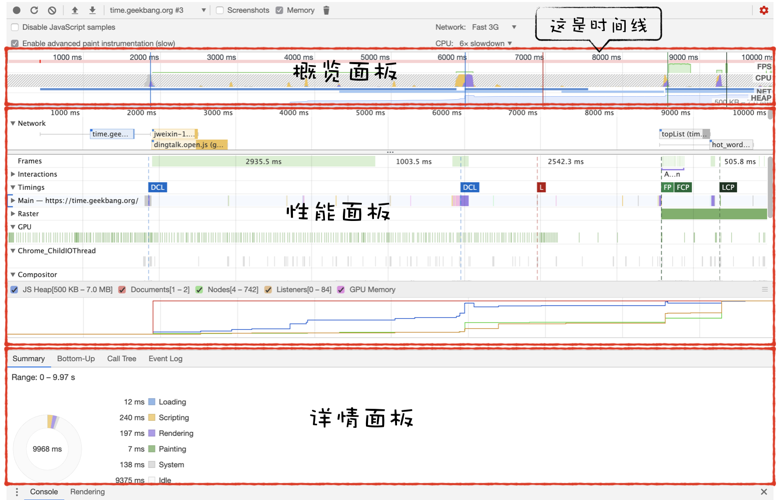 time.geekbang.org #3 Screenshots Memory
Disable JavaScript samples Network: Fast 3G
Enable advanced paint instrumentation (slow) CPU: 6× slowdown
这是时间线
1000 ms 2000 ms 3000 ms 4000 ms 5000 ms 6000 ms 7000 ms 8000 ms 9000 ms 10000 ms
概览面板
FPS
CPU
NET
HEAP
500 KB –
1000 ms 2000 ms 3000 ms 4000 ms 5000 ms 6000 ms 7000 ms 8000 ms 9000 ms 10000 ms
Network
time.gee… jweixin-1.… topList (tim…
dingtalk.open.js (g… hot_word…
Frames 2935.5 ms 1003.5 ms 2542.3 ms 505.8 ms
Interactions A…n
Timings DCL DCL L FP FCP LCP
Main — https://time.geekbang.org/
性能面板
Raster
GPU
Chrome_ChildIOThread
Compositor
JS Heap[500 KB – 7.0 MB] Documents[1 – 2] Nodes[4 – 742] Listeners[0 – 84] GPU Memory
Summary Bottom-Up Call Tree Event Log
Range: 0 – 9.97 s
12 ms Loading
240 ms Scripting
197 ms Rendering
7 ms Painting
138 ms System
9375 ms Idle
9968 ms
详情面板
Console Rendering